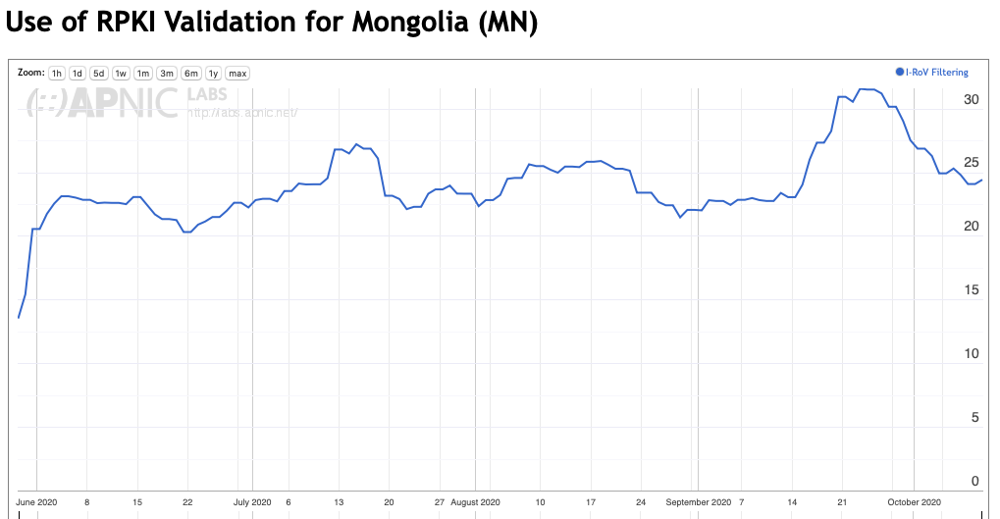 Use of RPKI Validation for Mongolia (MN)
Zoom: 1h 1d 5d 1w 1m 3m 6m 1y max
I-RoV Filtering
(::) APNIC LABS
http://labs.apnic.net/
30
25
20
15
10
5
0
June 2020 8 15 22 July 2020 6 13 20 27 August 2020 10 17 24 September 2020 7 14 21 October 2020